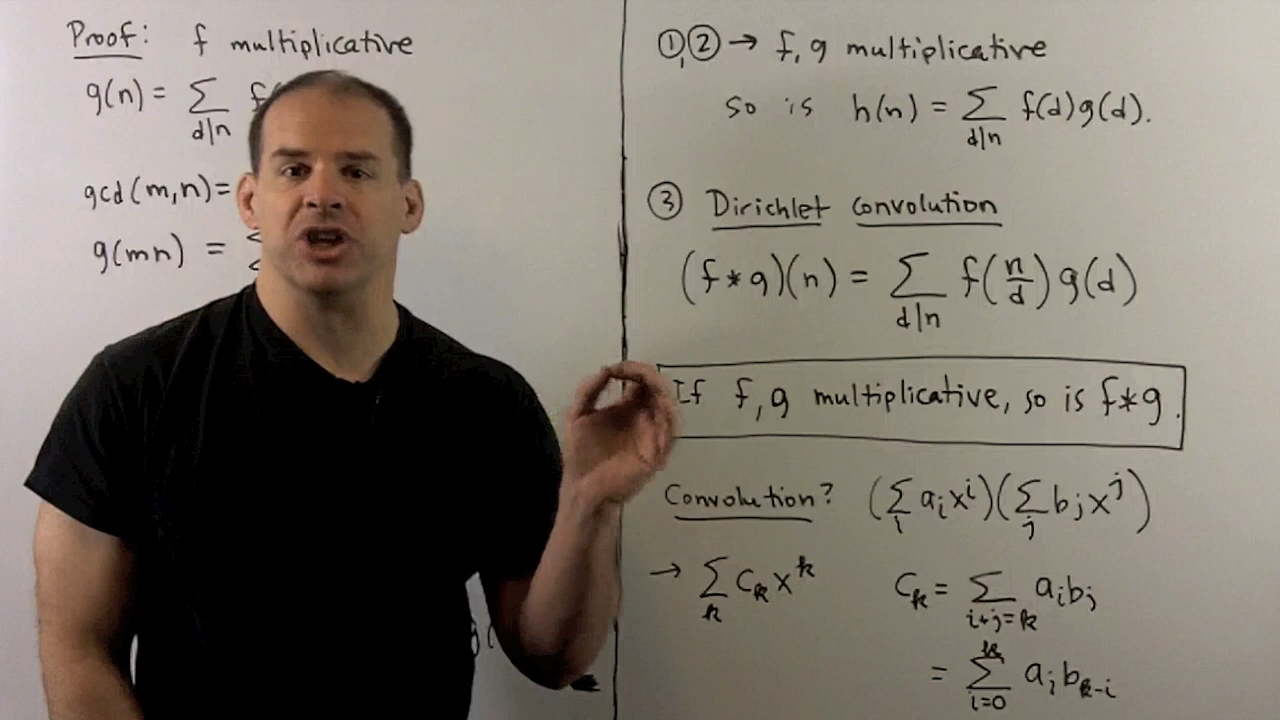 Proof: f multiplicative
g(n) = ∑ f(
d|n
gcd(m,n)=
g(mn) =
①,② → f, g multiplicative
so is h(n) = ∑ f(d)g(d).
d|n
③ Dirichlet convolution
(f*g)(n) = ∑ f(n/d) g(d)
d|n
If f, g multiplicative, so is f*g.
Convolution? (∑ aᵢxⁱ)(∑ bⱼxʲ)
i j
→ ∑ cₖxᵏ cₖ = ∑ aᵢbⱼ
k i+j=k
k
= ∑ aᵢbₖ₋ᵢ
i=0